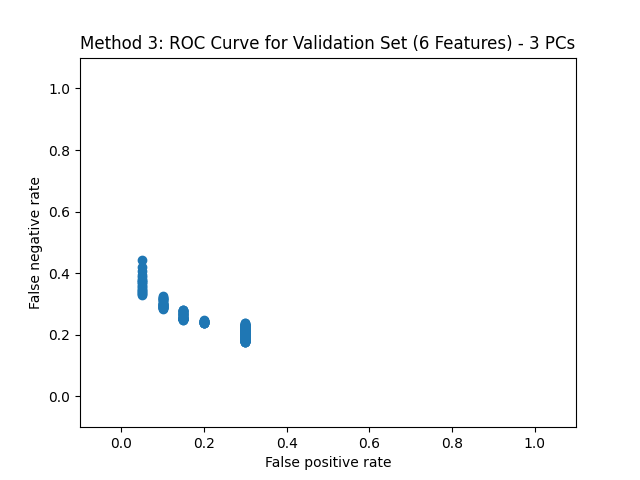 Method 3: ROC Curve for Validation Set (6 Features) - 3 PCs
1.0
0.8
0.6
0.4
0.2
0.0
False negative rate
0.0 0.2 0.4 0.6 0.8 1.0
False positive rate